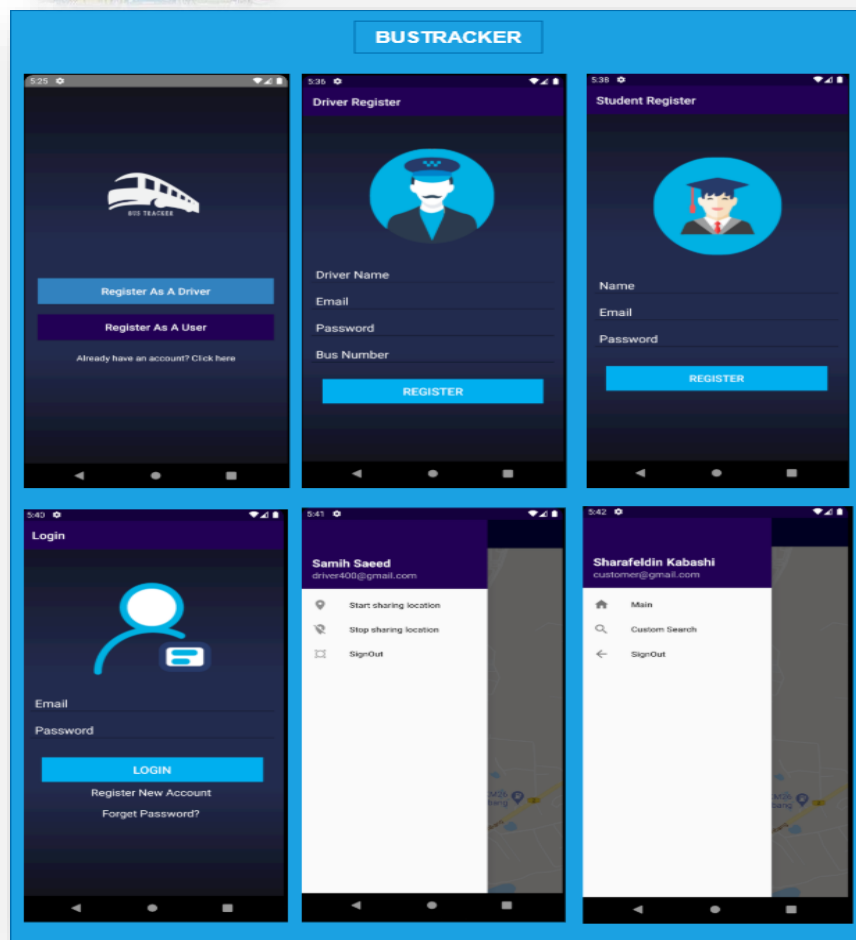 BUSTRACKER
5:25
BUS TRACKER
Register As A Driver
Register As A User
Already have an account? Click here
5:36
Driver Register
Driver Name
Email
Password
Bus Number
REGISTER
5:38
Student Register
Name
Email
Password
REGISTER
5:40
Login
Email
Password
LOGIN
Register New Account
Forget Password?
5:41
Samih Saeed
driver400@gmail.com
Start sharing location
Stop sharing location
SignOut
5:42
Sharafeldin Kabashi
customer@gmail.com
Main
Custom Search
SignOut